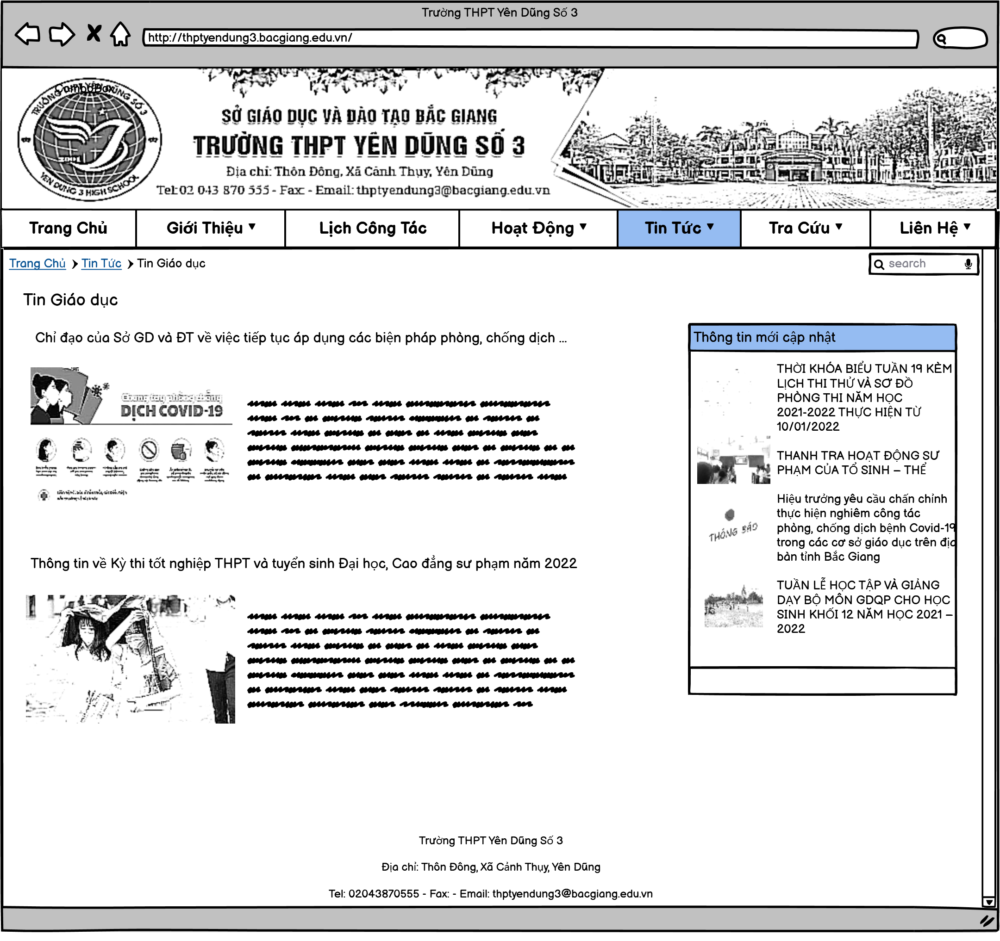 Trường THPT Yên Dũng Số 3
http://thptyendung3.bacgiang.edu.vn/
ComboBox
TRƯỜNG THPT YÊN DŨNG SỐ 3
2001
YEN DUNG 3 HIGH SCHOOL
SỞ GIÁO DỤC VÀ ĐÀO TẠO BẮC GIANG
TRƯỜNG THPT YÊN DŨNG SỐ 3
Địa chỉ: Thôn Đông, Xã Cảnh Thụy, Yên Dũng
Tel:02 043 870 555 - Fax: - Email: thptyendung3@bacgiang.edu.vn
Trang Chủ Giới Thiệu ▼ Lịch Công Tác Hoạt Động ▼ Tin Tức ▼ Tra Cứu ▼ Liên Hệ ▼
Trang Chủ > Tin Tức > Tin Giáo dục
search
Tin Giáo dục
Chỉ đạo của Sở GD và ĐT về việc tiếp tục áp dụng các biện pháp phòng, chống dịch ...
Chung tay phòng chống
DỊCH COVID-19
Thông tin về Kỳ thi tốt nghiệp THPT và tuyển sinh Đại học, Cao đẳng sư phạm năm 2022
Thông tin mới cập nhật
THỜI KHÓA BIỂU TUẦN 19 KÈM
LỊCH THI THỬ VÀ SƠ ĐỒ
PHÒNG THI NĂM HỌC
2021-2022 THỰC HIỆN TỪ
10/01/2022
THANH TRA HOẠT ĐỘNG SƯ
PHẠM CỦA TỔ SINH – THỂ
THÔNG BÁO
Hiệu trưởng yêu cầu chấn chỉnh
thực hiện nghiêm công tác
phòng, chống dịch bệnh Covid-19
trong các cơ sở giáo dục trên địa
bàn tỉnh Bắc Giang
TUẦN LỄ HỌC TẬP VÀ GIẢNG
DẠY BỘ MÔN GDQP CHO HỌC
SINH KHỐI 12 NĂM HỌC 2021 –
2022
Trường THPT Yên Dũng Số 3
Địa chỉ: Thôn Đông, Xã Cảnh Thụy, Yên Dũng
Tel: 02043870555 - Fax: - Email: thptyendung3@bacgiang.edu.vn